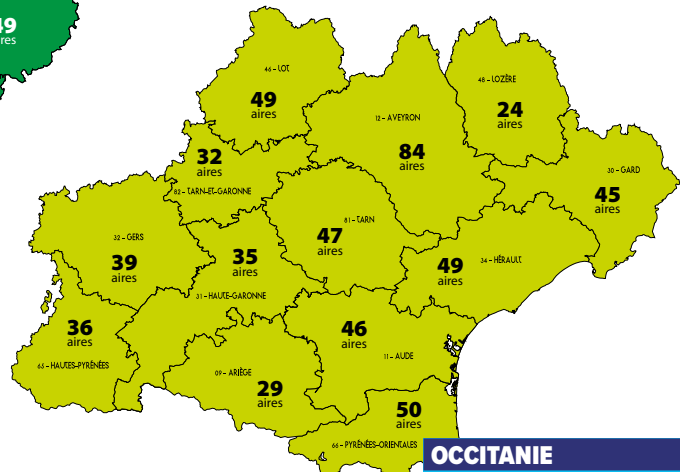 49
aires
46 – LOT
49
aires
48 – LOZÈRE
24
aires
12 – AVEYRON
84
aires
32
aires
82 – TARN-ET-GARONNE
30 – GARD
45
aires
81 – TARN
47
aires
32 – GERS
39
aires
35
aires
31 – HAUTE-GARONNE
49
aires
34 – HÉRAULT
36
aires
65 – HAUTES-PYRÉNÉES
46
aires
11 – AUDE
09 – ARIÈGE
29
aires
50
aires
66 – PYRÉNÉES-ORIENTALES
OCCITANIE